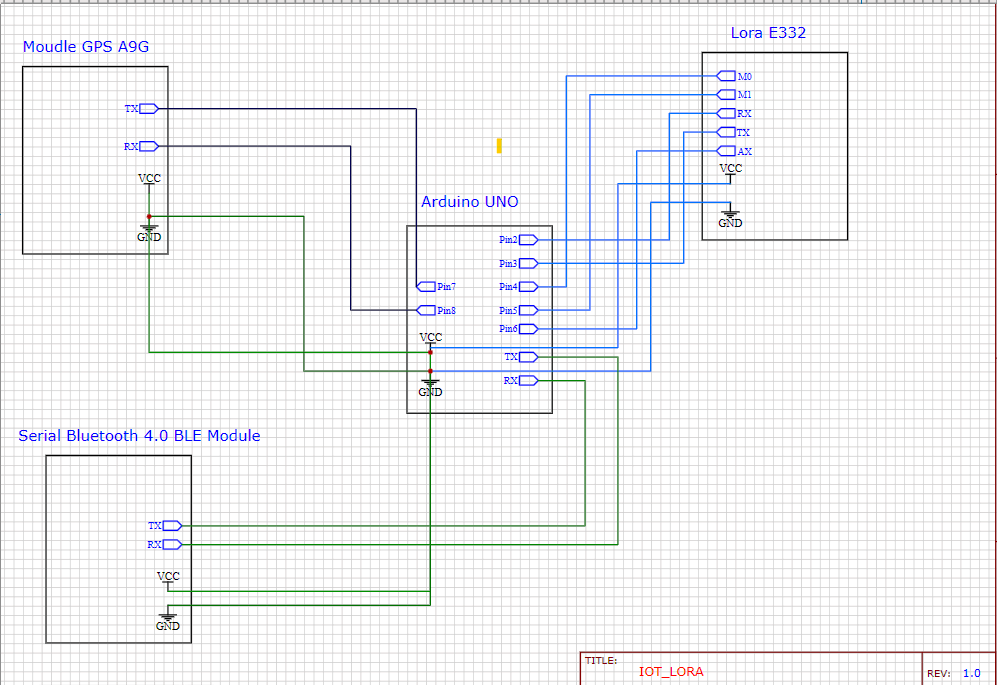 Moudle GPS A9G
TX
RX
VCC
GND
Lora E332
M0
M1
RX
TX
AX
VCC
GND
Arduino UNO
Pin2
Pin3
Pin7
Pin4
Pin8
Pin5
Pin6
VCC
TX
RX
GND
Serial Bluetooth 4.0 BLE Module
TX
RX
VCC
GND
TITLE:
IOT_LORA
REV: 1.0